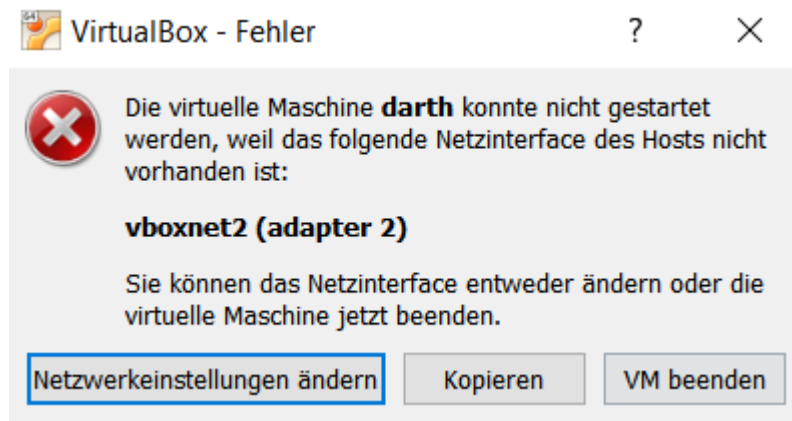 VirtualBox - Fehler
Die virtuelle Maschine darth konnte nicht gestartet
werden, weil das folgende Netzinterface des Hosts nicht
vorhanden ist:
vboxnet2 (adapter 2)
Sie können das Netzinterface entweder ändern oder die
virtuelle Maschine jetzt beenden.
Netzwerkeinstellungen ändern Kopieren VM beenden